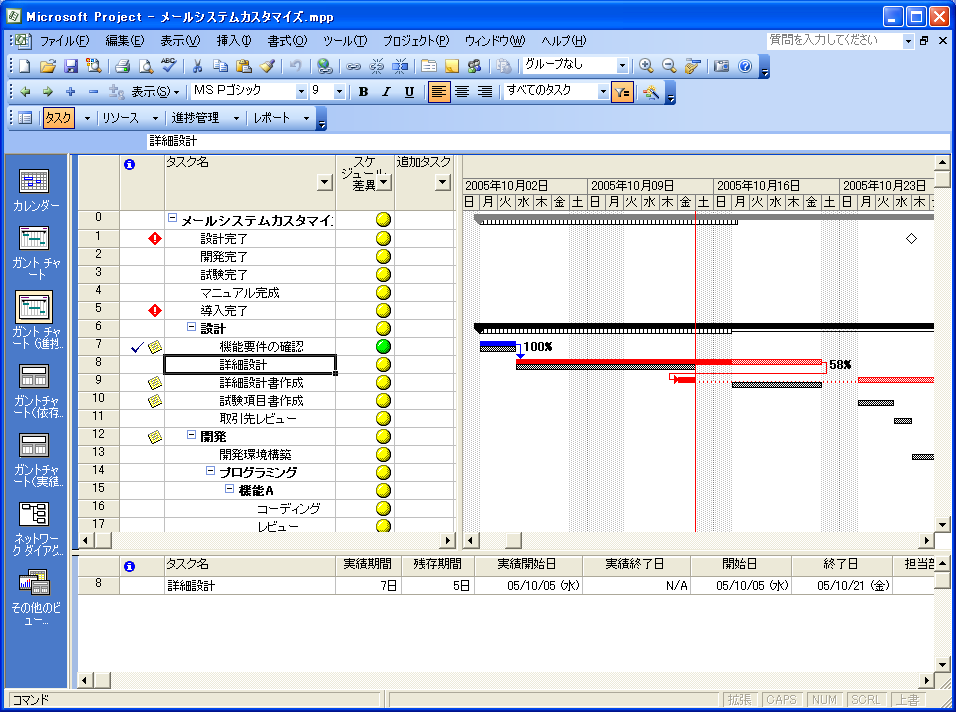 Microsoft Project - メールシステムカスタマイズ.mpp
ファイル(F) 編集(E) 表示(V) 挿入(I) 書式(O) ツール(T) プロジェクト(P) ウィンドウ(W) ヘルプ(H) 質問を入力してください
グループなし
表示(S) MS Pゴシック 9 B I U すべてのタスク
タスク リソース 進捗管理 レポート
詳細設計
カレンダー
ガント チャート
ガント チャート (進捗...
ガントチャート(依存...
ガントチャート(実績...
ネットワーク ダイアグ...
その他のビュー...
タスク名 スケジュール差異 追加タスク
2005年10月02日 2005年10月09日 2005年10月16日 2005年10月23日
日 月 火 水 木 金 土 日 月 火 水 木 金 土 日 月 火 水 木 金 土 日 月 火 水 木
0 メールシステムカスタマイズ
1 設計完了
2 開発完了
3 試験完了
4 マニュアル完成
5 導入完了
6 設計
7 機能要件の確認 100%
8 詳細設計 58%
9 詳細設計書作成
10 試験項目書作成
11 取引先レビュー
12 開発
13 開発環境構築
14 プログラミング
15 機能A
16 コーディング
17 レビュー
タスク名 実績期間 残存期間 実績開始日 実績終了日 開始日 終了日 担当部
8 詳細設計 7日 5日 05/10/05 (水) N/A 05/10/05 (水) 05/10/21 (金)
コマンド 拡張 CAPS NUM SCRL 上書